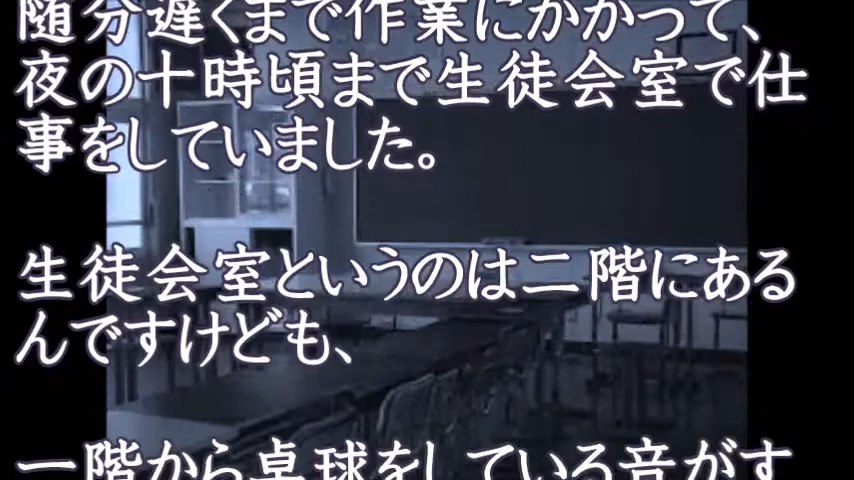 随分遅くまで作業にかかって、
夜の十時頃まで生徒会室で仕
事をしていました。
生徒会室というのは二階にある
んですけども、
一階から卓球をしている音がす